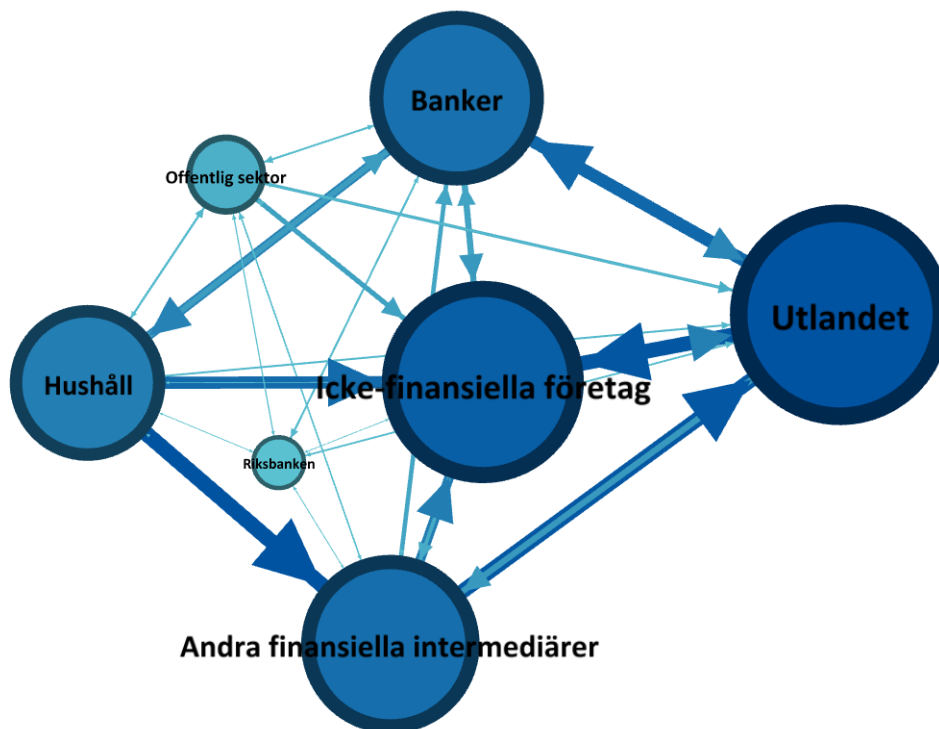 Banker
Offentlig sektor
Utlandet
Hushåll
Icke-finansiella företag
Riksbanken
Andra finansiella intermediärer